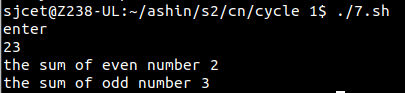 sjcet@Z238-UL:~/ashin/s2/cn/cycle 1$ ./7.sh
enter
23
the sum of even number 2
the sum of odd number 3